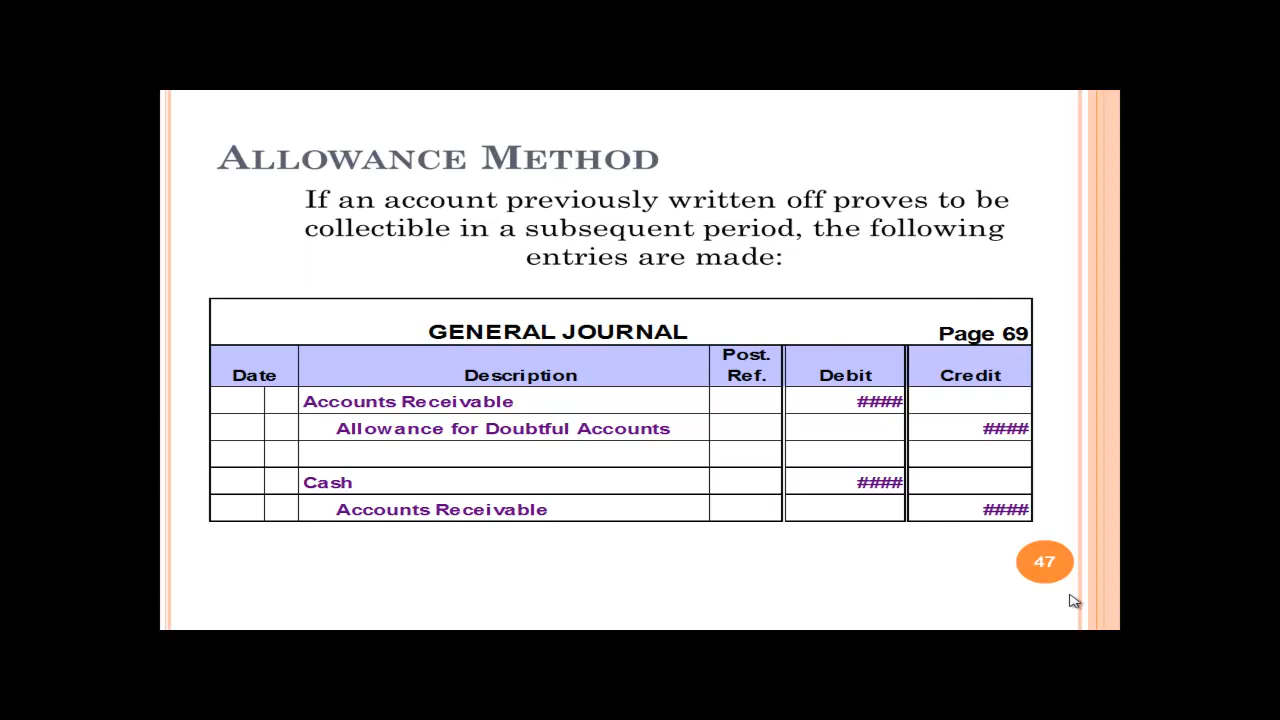 ALLOWANCE METHOD
If an account previously written off proves to be
collectible in a subsequent period, the following
entries are made:
GENERAL JOURNAL Page 69
Date Description Post. Ref. Debit Credit
Accounts Receivable ####
Allowance for Doubtful Accounts ####
Cash ####
Accounts Receivable ####
47